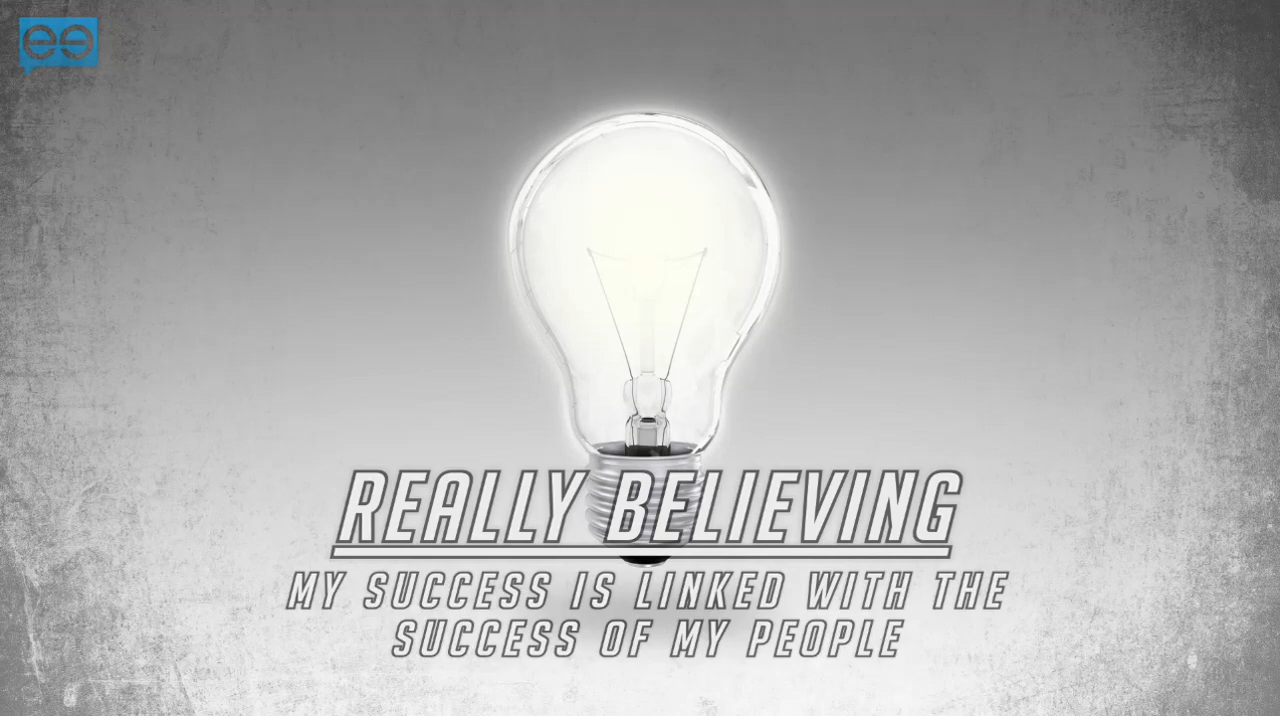 REALLY BELIEVING
MY SUCCESS IS LINKED WITH THE
SUCCESS OF MY PEOPLE